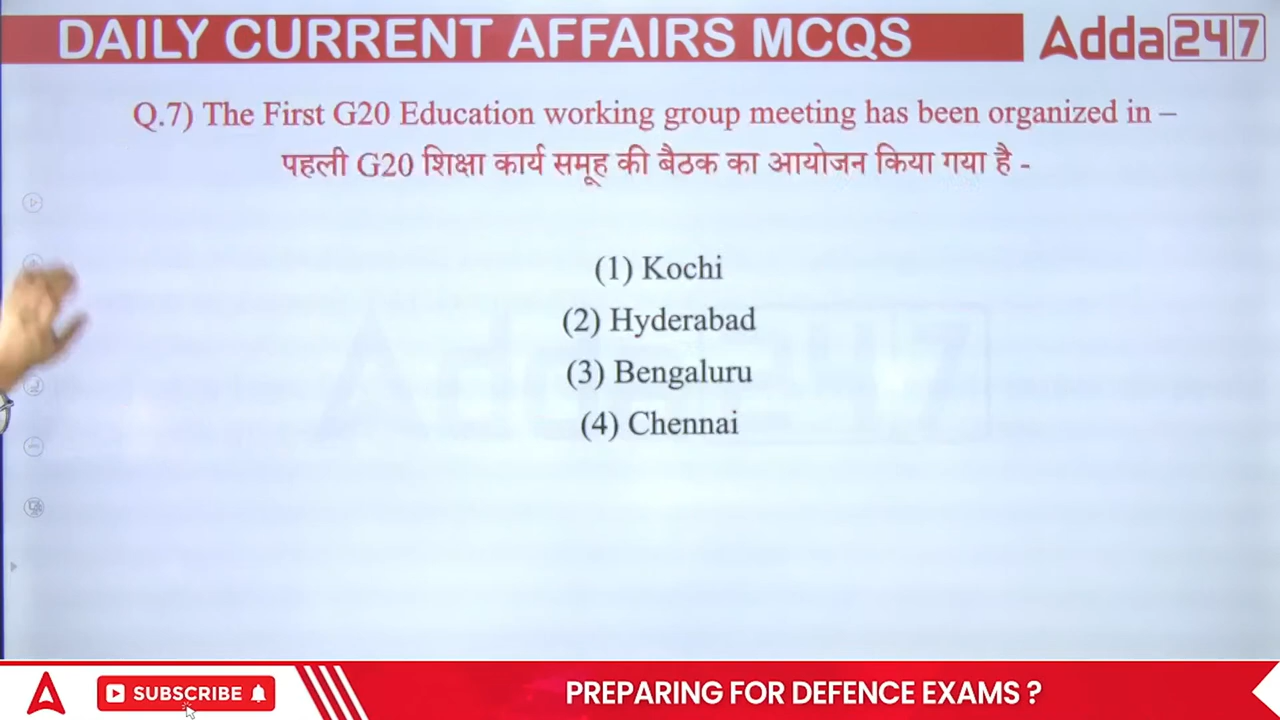 DAILY CURRENT AFFAIRS MCQS
Adda247
Q.7) The First G20 Education working group meeting has been organized in –
पहली G20 शिक्षा कार्य समूह की बैठक का आयोजन किया गया है -
(1) Kochi
(2) Hyderabad
(3) Bengaluru
(4) Chennai
Adda247
SUBSCRIBE
PREPARING FOR DEFENCE EXAMS ?